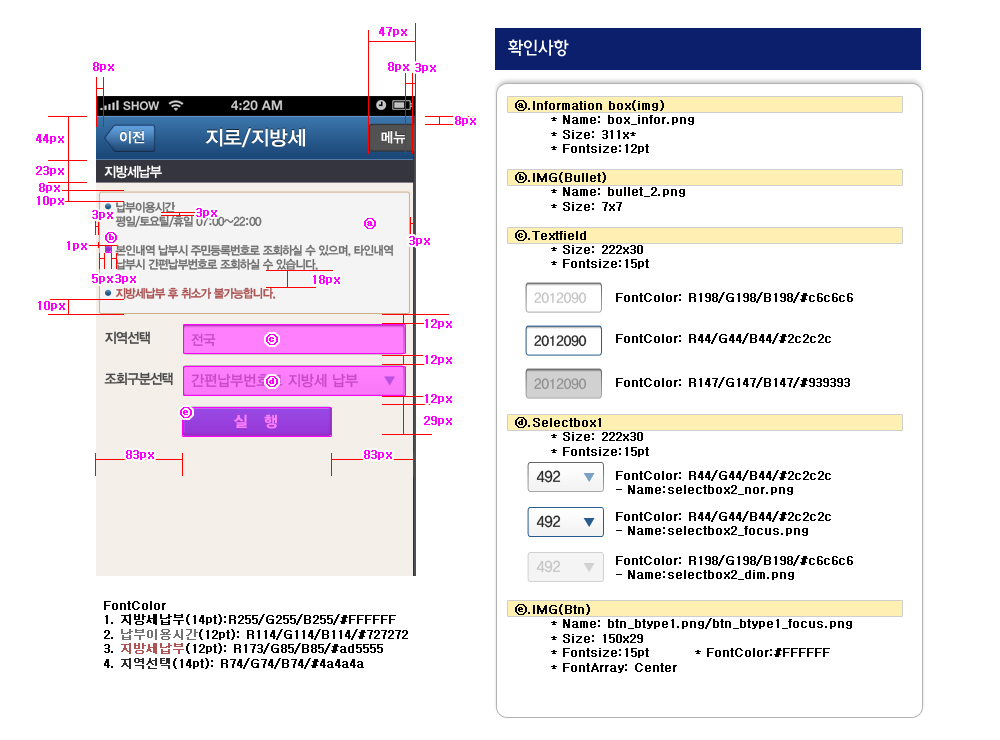 47px
8px
8px
3px
SHOW
4:20 AM
8px
이전
지로/지방세
메뉴
44px
23px
지방세납부
8px
10px
납부이용시간
3px
3px
평일/토요일/휴일 07:00~22:00
ⓐ
ⓑ
3px
1px
본인내역 납부시 주민등록번호로 조회하실 수 있으며, 타인내역
납부시 간편납부번호로 조회하실 수 있습니다.
5px
3px
18px
지방세납부 후 취소가 불가능합니다.
10px
12px
지역선택
전국
ⓒ
12px
조회구분선택
간편납부번호
ⓓ
지방세 납부
12px
ⓔ
실 행
29px
83px
83px
FontColor
1. 지방세납부(14pt):R255/G255/B255/#FFFFFF
2. 납부이용시간(12pt): R114/G114/B114/#727272
3. 지방세납부(12pt): R173/G85/B85/#ad5555
4. 지역선택(14pt): R74/G74/B74/#4a4a4a
확인사항
ⓐ.Information box(img)
* Name: box_infor.png
* Size: 311x*
* Fontsize:12pt
ⓑ.IMG(Bullet)
* Name: bullet_2.png
* Size: 7x7
ⓒ.Textfield
* Size: 222x30
* Fontsize:15pt
2012090
FontColor: R198/G198/B198/#c6c6c6
2012090
FontColor: R44/G44/B44/#2c2c2c
2012090
FontColor: R147/G147/B147/#939393
ⓓ.Selectbox1
* Size: 222x30
* Fontsize:15pt
492
FontColor: R44/G44/B44/#2c2c2c
- Name:selectbox2_nor.png
492
FontColor: R44/G44/B44/#2c2c2c
- Name:selectbox2_focus.png
492
FontColor: R198/G198/B198/#c6c6c6
- Name:selectbox2_dim.png
ⓔ.IMG(Btn)
* Name: btn_btype1.png/btn_btype1_focus.png
* Size: 150x29
* Fontsize:15pt * FontColor:#FFFFFF
* FontArray: Center